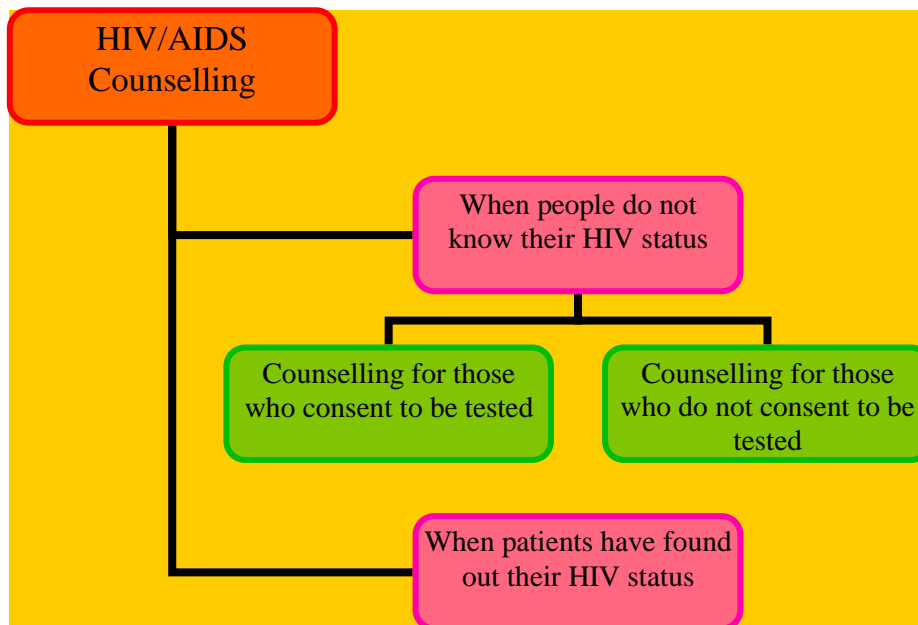 HIV/AIDS
Counselling
When people do not
know their HIV status
Counselling for those
who consent to be tested
Counselling for those
who do not consent to be
tested
When patients have found
out their HIV status